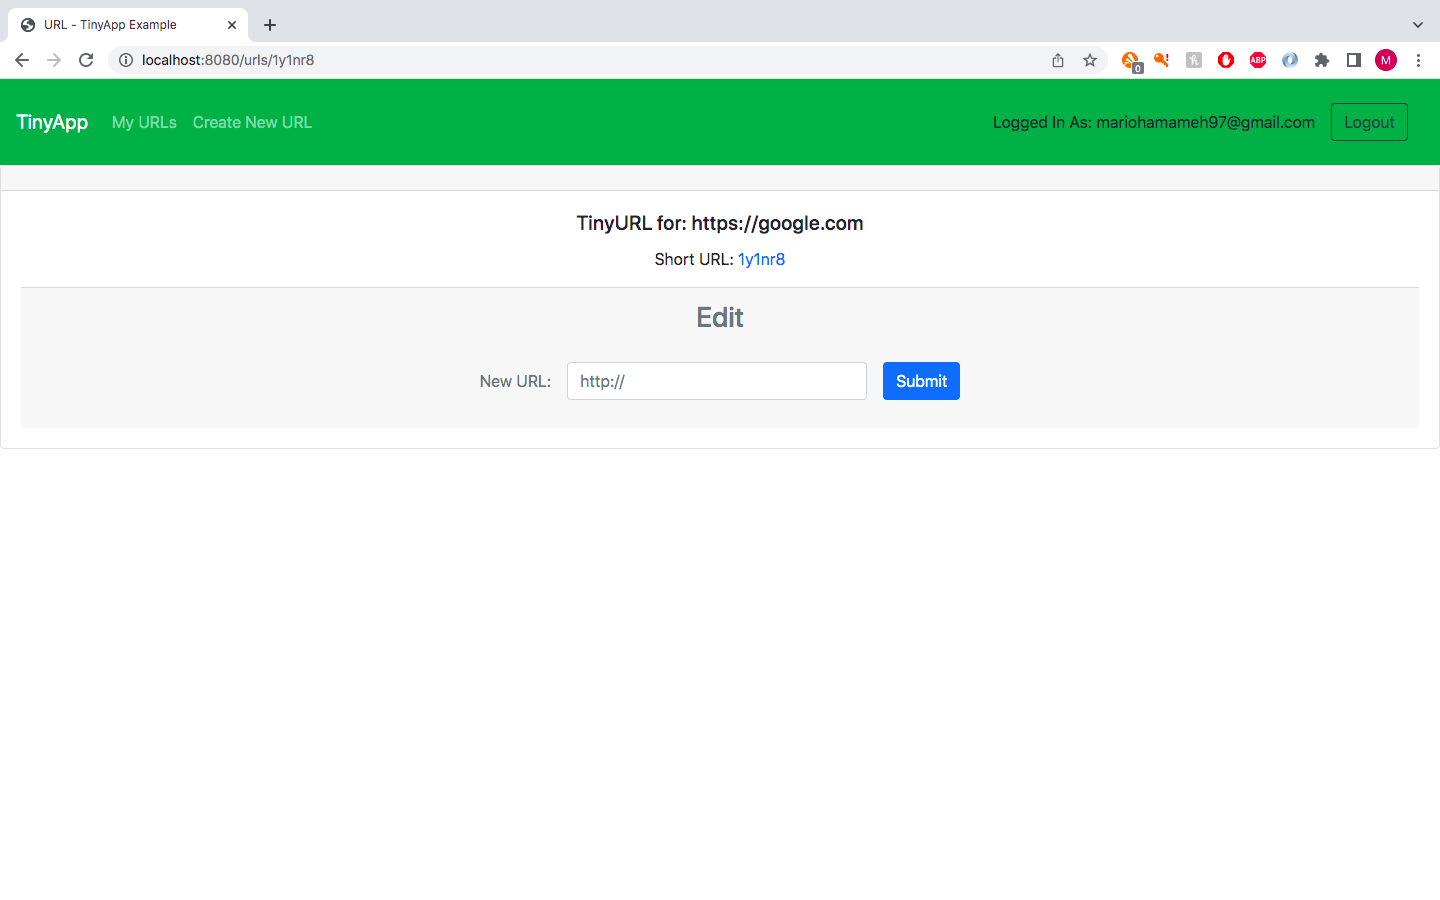 URL - TinyApp Example
localhost:8080/urls/1y1nr8
0
ABP
M
TinyApp My URLs Create New URL Logged In As: mariohamameh97@gmail.com Logout
TinyURL for: https://google.com
Short URL: 1y1nr8
Edit
New URL: http:// Submit